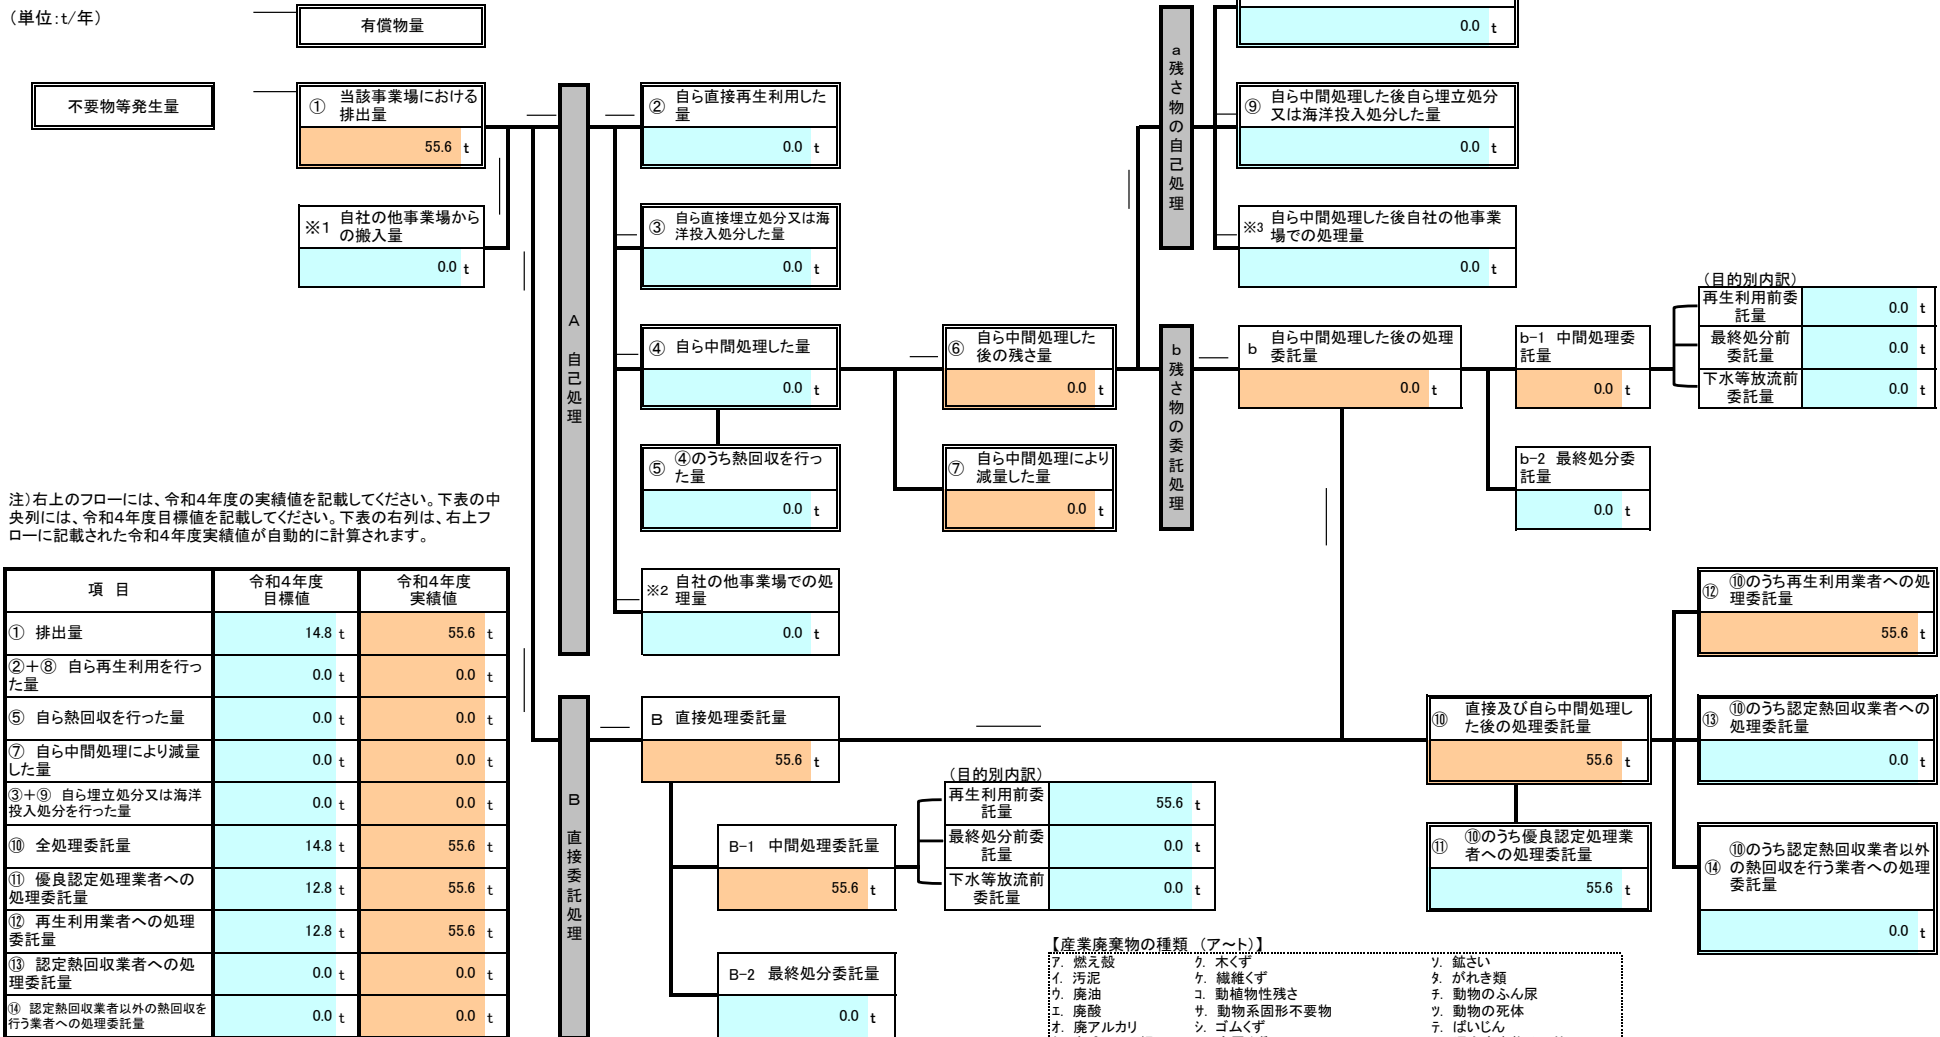 （単位:t/年）
有償物量
0.0 t
不要物等発生量
① 当該事業場における
排出量
55.6 t
※1 自社の他事業場から
の搬入量
0.0 t
A 自己処理
② 自ら直接再生利用した
量
0.0 t
③ 自ら直接埋立処分又は海
洋投入処分した量
0.0 t
④ 自ら中間処理した量
0.0 t
⑤ ④のうち熱回収を行っ
た量
0.0 t
※2 自社の他事業場での処
理量
0.0 t
⑥ 自ら中間処理した
後の残さ量
0.0 t
⑦ 自ら中間処理により
減量した量
0.0 t
a 残さ物の自己処理
⑨ 自ら中間処理した後自ら埋立処分
又は海洋投入処分した量
0.0 t
※3 自ら中間処理した後自社の他事業
場での処理量
0.0 t
b 残さ物の委託処理
b 自ら中間処理した後の処理
委託量
0.0 t
b-1 中間処理委
託量
0.0 t
b-2 最終処分委
託量
0.0 t
（目的別内訳）
再生利用前委
託量
0.0 t
最終処分前
委託量
0.0 t
下水等放流前
委託量
0.0 t
注）右上のフローには、令和4年度の実績値を記載してください。下表の中
央列には、令和4年度目標値を記載してください。下表の右列は、右上フ
ローに記載された令和4年度実績値が自動的に計算されます。
項 目
令和4年度
目標値
令和4年度
実績値
① 排出量 14.8 t 55.6 t
②+⑧ 自ら再生利用を行っ
た量
0.0 t 0.0 t
⑤ 自ら熱回収を行った量 0.0 t 0.0 t
⑦ 自ら中間処理により減量
した量
0.0 t 0.0 t
③+⑨ 自ら埋立処分又は海洋
投入処分を行った量
0.0 t 0.0 t
⑩ 全処理委託量 14.8 t 55.6 t
⑪ 優良認定処理業者への
処理委託量
12.8 t 55.6 t
⑫ 再生利用業者への処理
委託量
12.8 t 55.6 t
⑬ 認定熱回収業者への処
理委託量
0.0 t 0.0 t
⑭ 認定熱回収業者以外の熱回収を
行う業者への処理委託量
0.0 t 0.0 t
B 直接委託処理
B 直接処理委託量
55.6 t
B-1 中間処理委託量
55.6 t
B-2 最終処分委託量
0.0 t
（目的別内訳）
再生利用前委
託量
55.6 t
最終処分前委
託量
0.0 t
下水等放流前
委託量
0.0 t
⑩ 直接及び自ら中間処理し
た後の処理委託量
55.6 t
⑪ ⑩のうち優良認定処理業
者への処理委託量
55.6 t
⑫ ⑩のうち再生利用業者への処
理委託量
55.6 t
⑬ ⑩のうち認定熱回収業者への
処理委託量
0.0 t
⑭ ⑩のうち認定熱回収業者以外
の熱回収を行う業者への処理
委託量
0.0 t
【産業廃棄物の種類 （ア～ト）】
ア. 燃え殻 ク. 木くず ソ. 鉱さい
イ. 汚泥 ケ. 繊維くず タ. がれき類
ウ. 廃油 コ. 動植物性残さ チ. 動物のふん尿
エ. 廃酸 サ. 動物系固形不要物 ツ. 動物の死体
オ. 廃アルカリ シ. ゴムくず テ. ばいじん